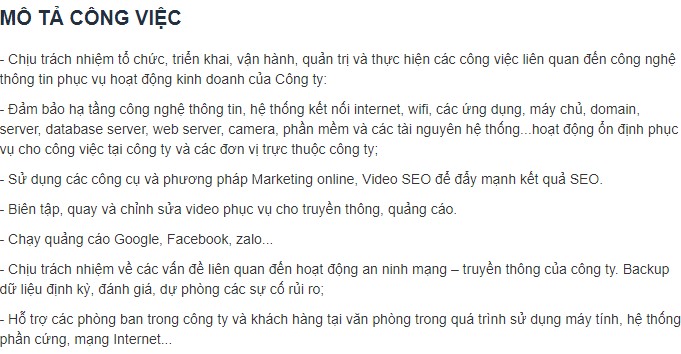 MÔ TẢ CÔNG VIỆC
- Chịu trách nhiệm tổ chức, triển khai, vận hành, quản trị và thực hiện các công việc liên quan đến công nghệ
thông tin phục vụ hoạt động kinh doanh của Công ty:
- Đảm bảo hạ tầng công nghệ thông tin, hệ thống kết nối internet, wifi, các ứng dụng, máy chủ, domain,
server, database server, web server, camera, phần mềm và các tài nguyên hệ thống...hoạt động ổn định phục
vụ cho công việc tại công ty và các đơn vị trực thuộc công ty;
- Sử dụng các công cụ và phương pháp Marketing online, Video SEO để đẩy mạnh kết quả SEO.
- Biên tập, quay và chỉnh sửa video phục vụ cho truyền thông, quảng cáo.
- Chạy quảng cáo Google, Facebook, zalo...
- Chịu trách nhiệm về các vấn đề liên quan đến hoạt động an ninh mạng – truyền thông của công ty. Backup
dữ liệu định kỳ, đánh giá, dự phòng các sự cố rủi ro;
- Hỗ trợ các phòng ban trong công ty và khách hàng tại văn phòng trong quá trình sử dụng máy tính, hệ thống
phần cứng, mạng Internet...